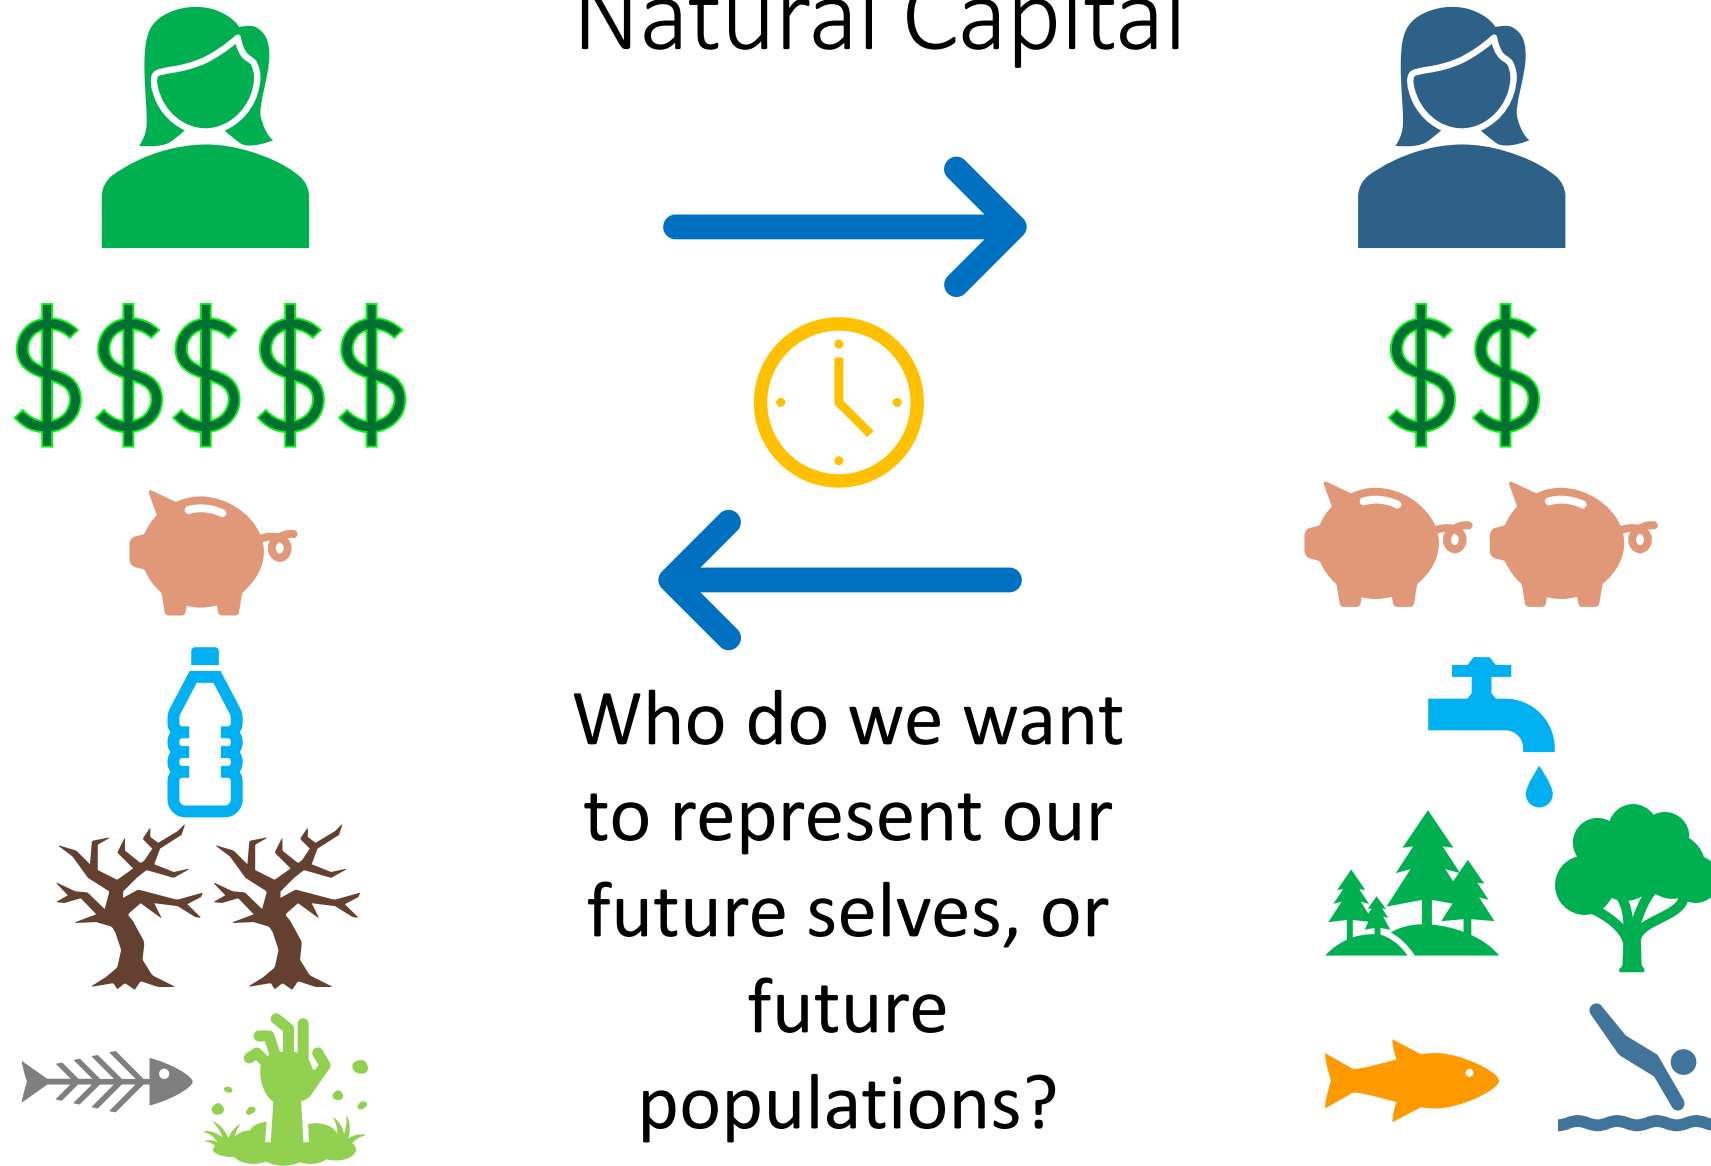 Natural Capital
$$$$$
$$
Who do we want
to represent our
future selves, or
future
populations?